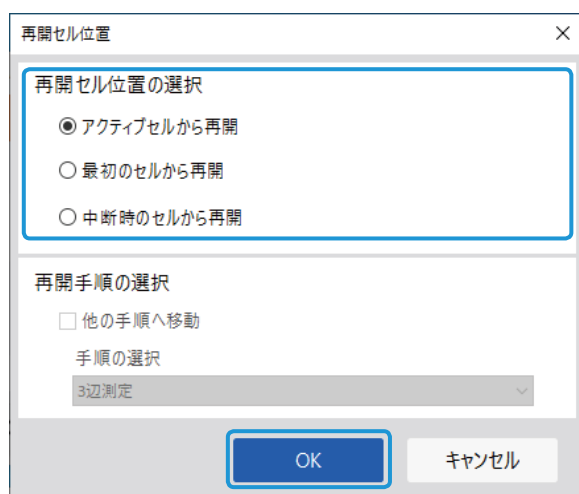 再開セル位置
再開セル位置の選択
アクティブセルから再開
最初のセルから再開
中断時のセルから再開
再開手順の選択
他の手順へ移動
手順の選択
3辺測定
OK キャンセル